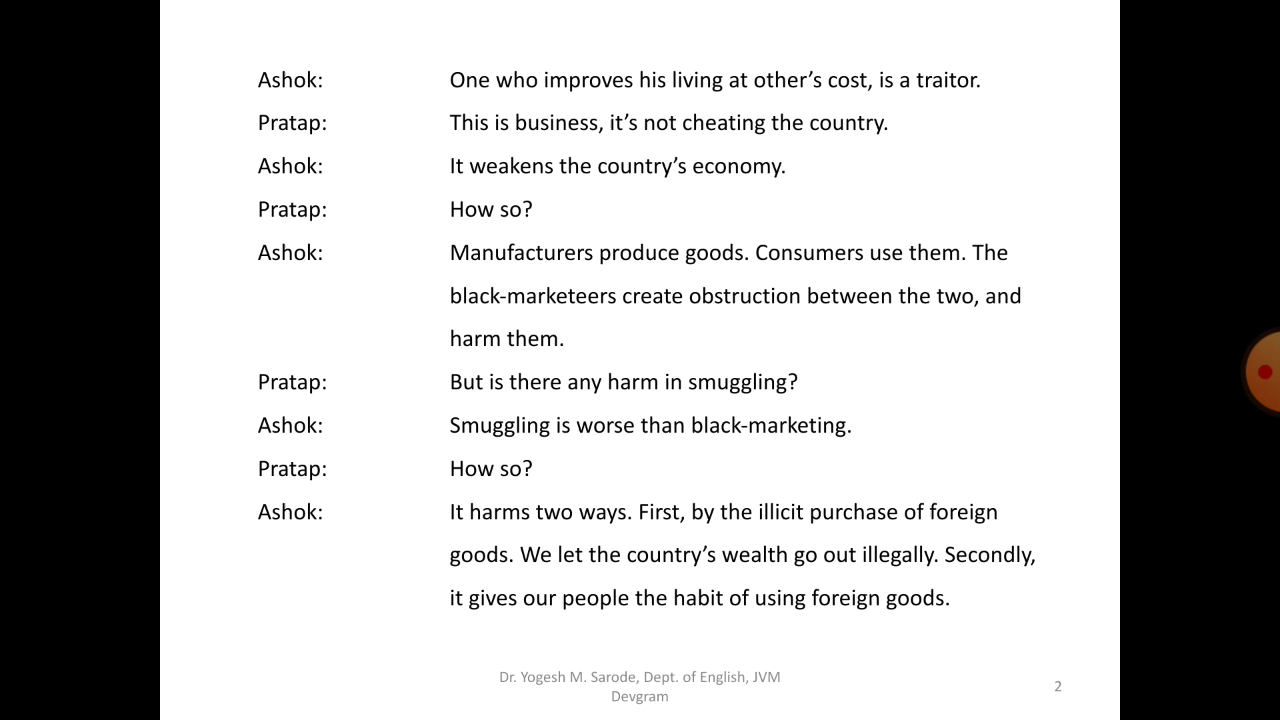 Ashok: One who improves his living at other’s cost, is a traitor.
Pratap: This is business, it’s not cheating the country.
Ashok: It weakens the country’s economy.
Pratap: How so?
Ashok: Manufacturers produce goods. Consumers use them. The
black-marketeers create obstruction between the two, and
harm them.
Pratap: But is there any harm in smuggling?
Ashok: Smuggling is worse than black-marketing.
Pratap: How so?
Ashok: It harms two ways. First, by the illicit purchase of foreign
goods. We let the country’s wealth go out illegally. Secondly,
it gives our people the habit of using foreign goods.
Dr. Yogesh M. Sarode, Dept. of English, JVM
Devgram
2